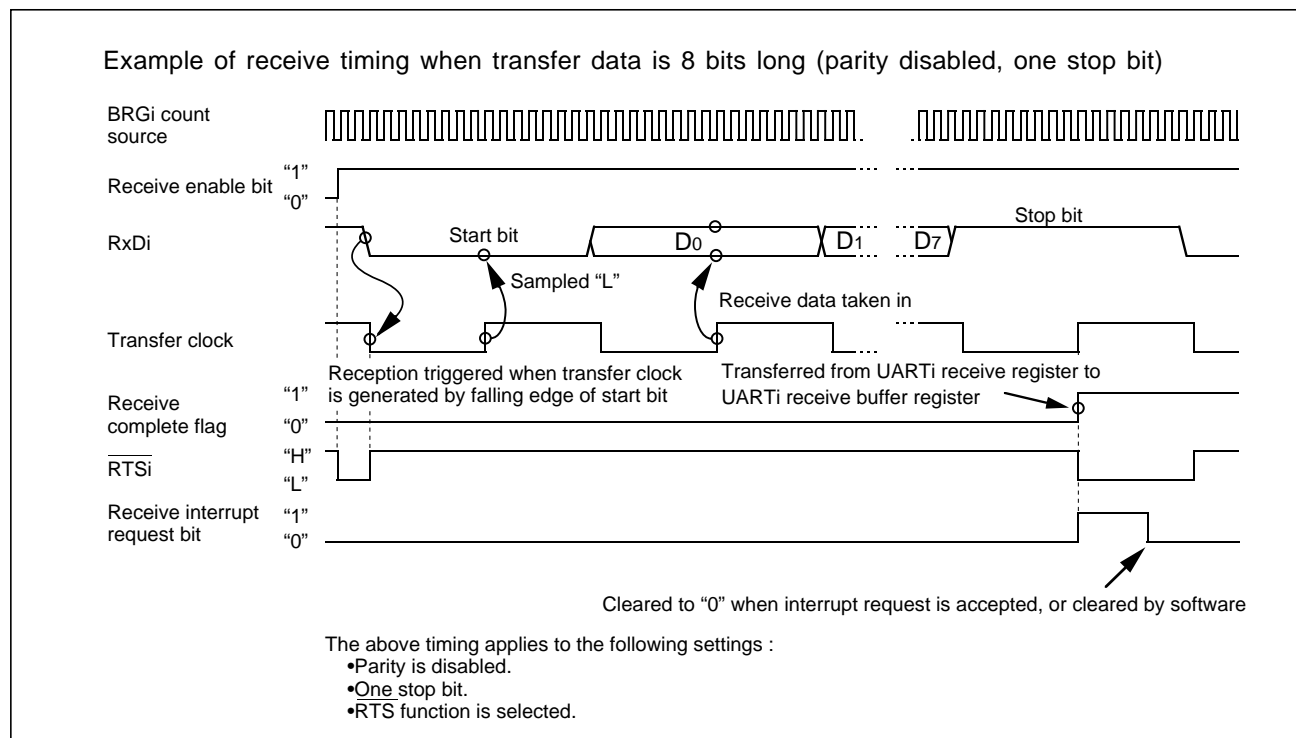 Example of receive timing when transfer data is 8 bits long (parity disabled, one stop bit)
BRGi count
source
Receive enable bit
“1”
“0”
RxDi
Start bit
D0
D1
D7
Stop bit
Sampled “L”
Receive data taken in
Transfer clock
Reception triggered when transfer clock
is generated by falling edge of start bit
Transferred from UARTi receive register to
UARTi receive buffer register
Receive
complete flag
“1”
“0”
RTSi
“H”
“L”
Receive interrupt
request bit
“1”
“0”
Cleared to “0” when interrupt request is accepted, or cleared by software
The above timing applies to the following settings :
•Parity is disabled.
•One stop bit.
•RTS function is selected.